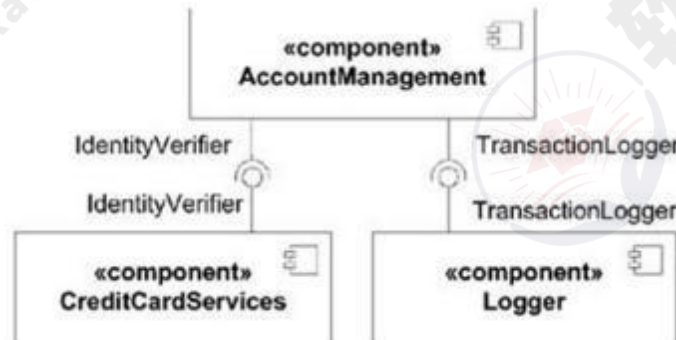 «component»
AccountManagement
IdentityVerifier
TransactionLogger
IdentityVerifier
TransactionLogger
«component»
CreditCardServices
«component»
Logger